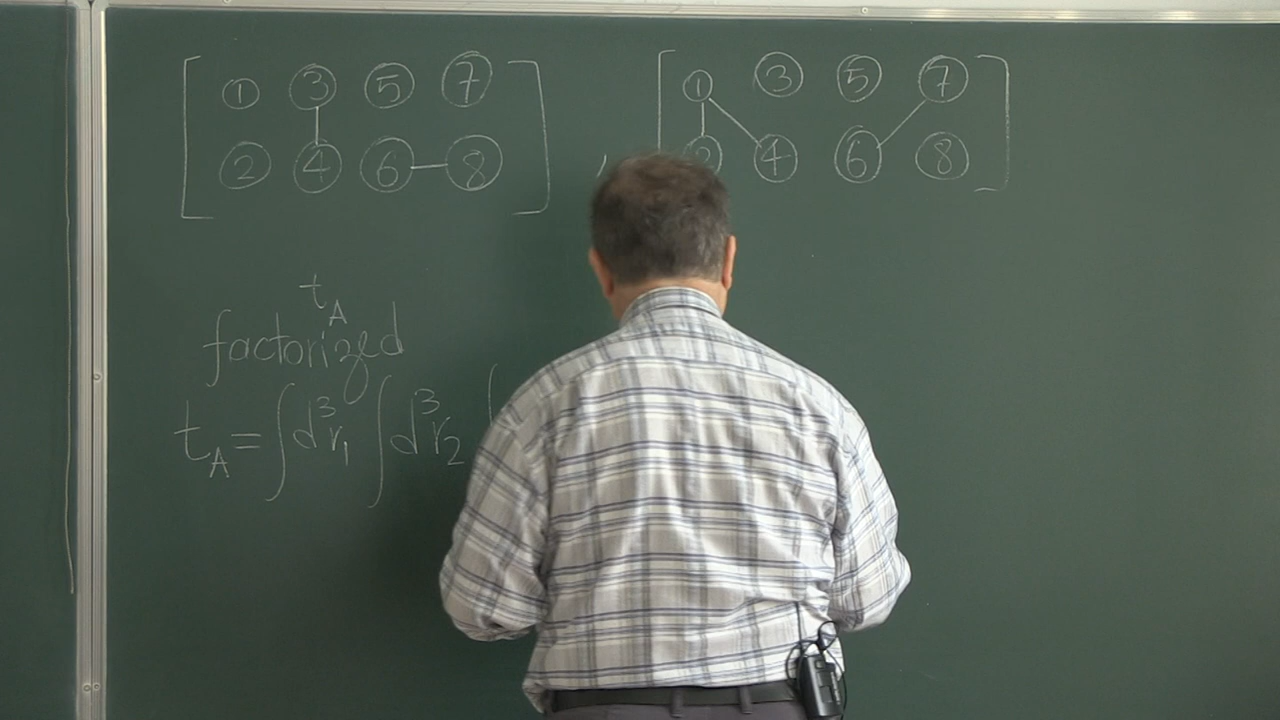 [ ① ③ ⑤ ⑦ ] [ ① ③ ⑤ ⑦ ]
[ ② ④ ⑥ — ⑧ ] , [ ② ④ ⑥ ⑧ ]
t_A
factorized
t_A = ∫ d³r₁ ∫ d³r₂